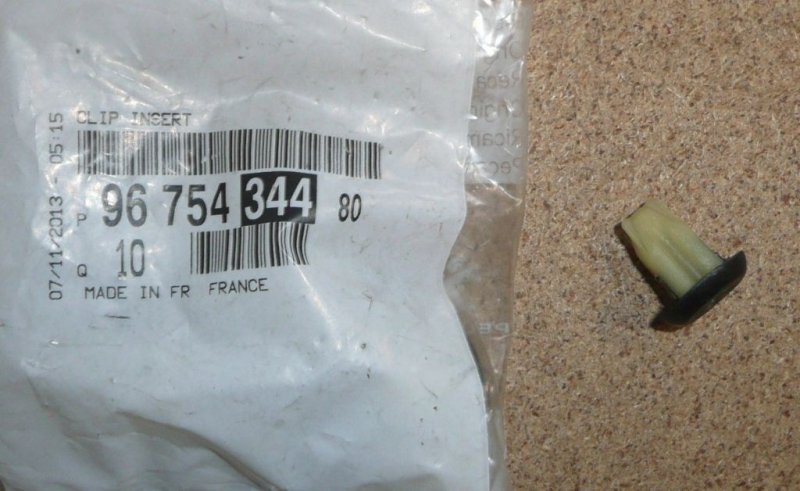 CLIP INSERT
P 96 754 344 80
Q 10
MADE IN FR FRANCE
07/11/2013 - 05:15